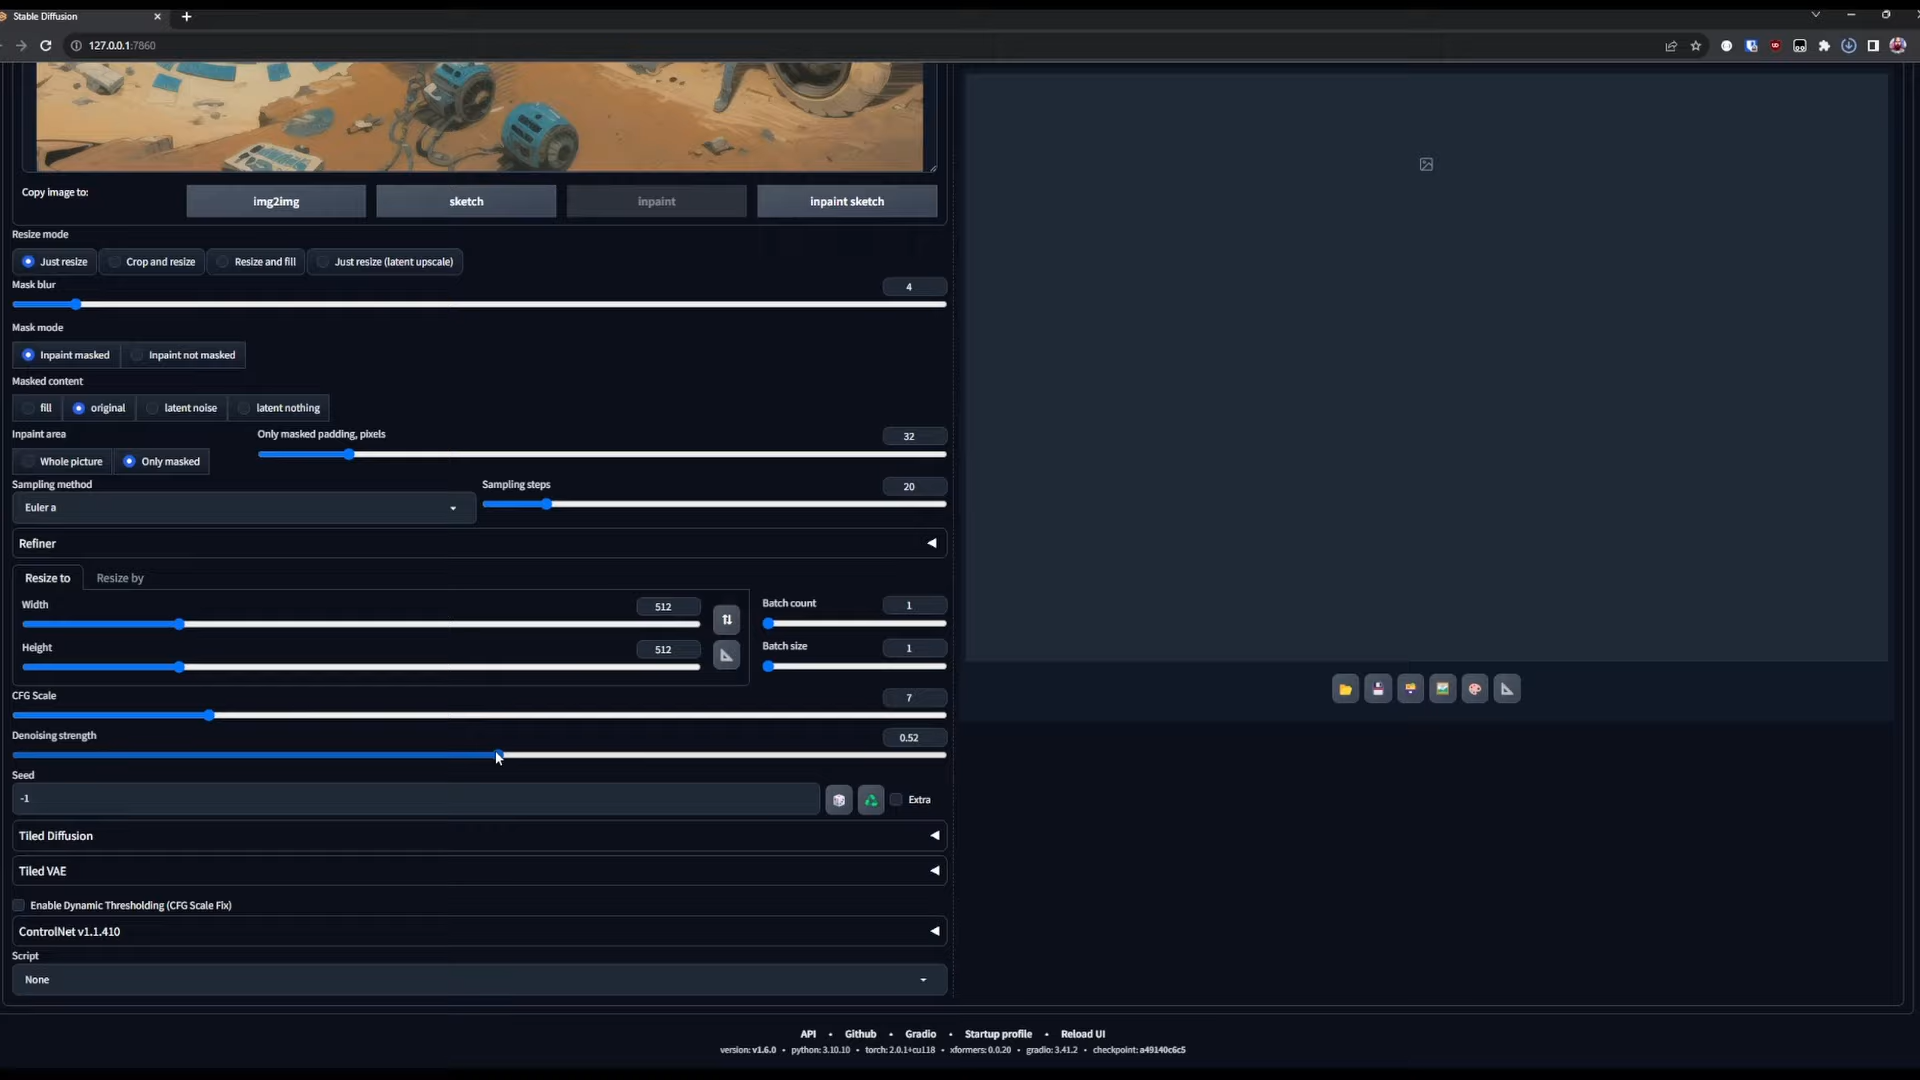 Stable Diffusion
127.0.0.1:7860
Copy image to:
img2img
sketch
inpaint
inpaint sketch
Resize mode
Just resize
Crop and resize
Resize and fill
Just resize (latent upscale)
Mask blur
4
Mask mode
Inpaint masked
Inpaint not masked
Masked content
fill
original
latent noise
latent nothing
Inpaint area
Only masked padding, pixels
32
Whole picture
Only masked
Sampling method
Sampling steps
20
Euler a
Refiner
Resize to
Resize by
Width
512
Batch count
1
Height
512
Batch size
1
CFG Scale
7
Denoising strength
0.52
Seed
-1
Extra
Tiled Diffusion
Tiled VAE
Enable Dynamic Thresholding (CFG Scale Fix)
ControlNet v1.1.410
Script
None
API • Github • Gradio • Startup profile • Reload UI
version: v1.6.0 • python: 3.10.10 • torch: 2.0.1+cu118 • xformers: 0.0.20 • gradio: 3.41.2 • checkpoint: a49140c6c5